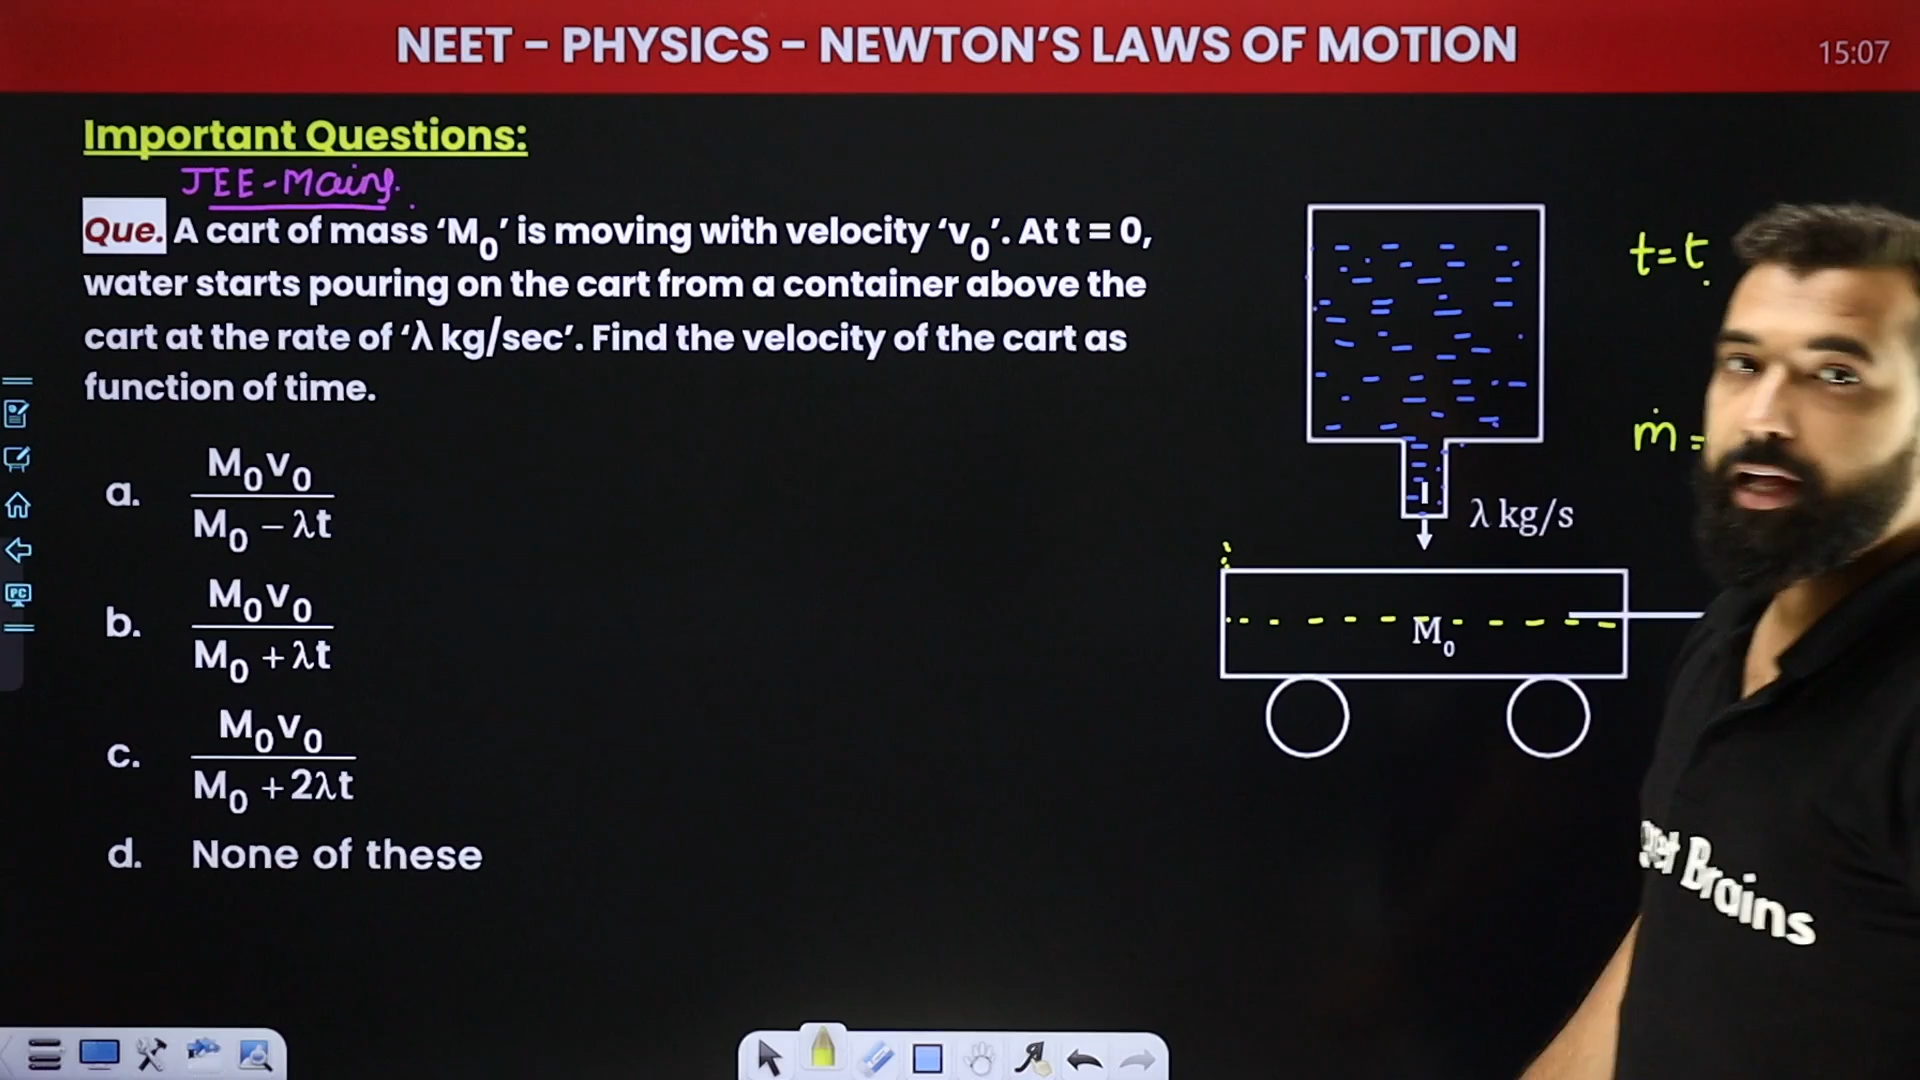 NEET – PHYSICS – NEWTON'S LAWS OF MOTION
15:07
Important Questions:
JEE-Mains.
Que. A cart of mass ‘M₀’ is moving with velocity ‘v₀’. At t = 0,
water starts pouring on the cart from a container above the
cart at the rate of ‘λ kg/sec’. Find the velocity of the cart as
function of time.
a. M₀v₀ / M₀ – λt
b. M₀v₀ / M₀ + λt
c. M₀v₀ / M₀ + 2λt
d. None of these
t=t
ṁ =
λ kg/s
M₀
PC
get Brains